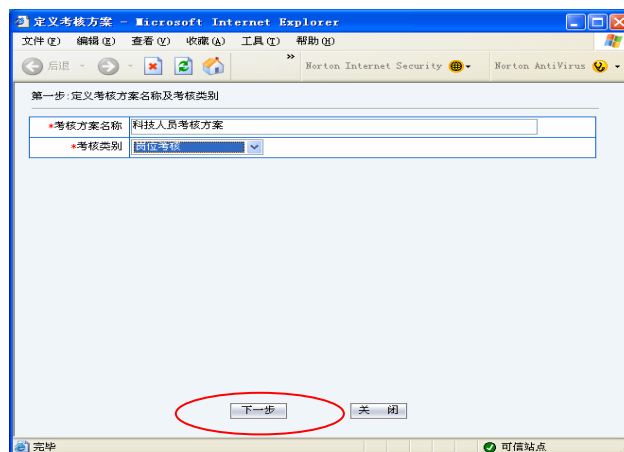 定义考核方案 - Microsoft Internet Explorer
文件(F) 编辑(E) 查看(V) 收藏(A) 工具(T) 帮助(H)
后退 » Norton Internet Security Norton AntiVirus
第一步:定义考核方案名称及考核类别
*考核方案名称 科技人员考核方案
*考核类别 岗位考核
下一步 关 闭
完毕 可信站点